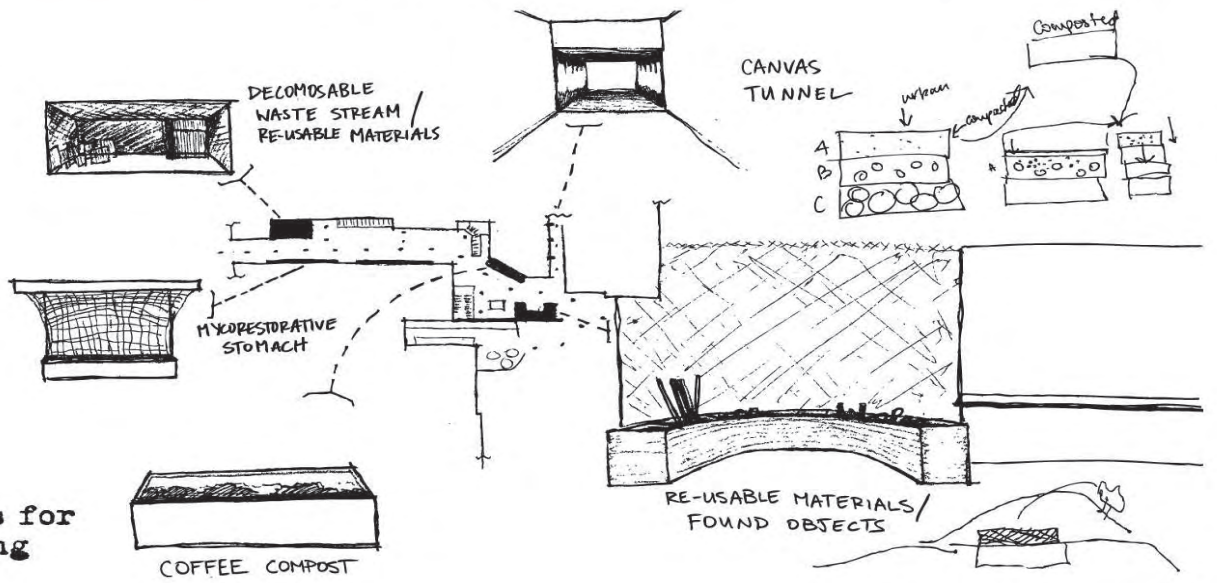 DECOMOSABLE
WASTE STREAM /
RE-USABLE MATERIALS
CANVAS
TUNNEL
Composted
urban
composted
A
B
C
A
MYCORESTORATIVE
STOMACH
RE-USABLE MATERIALS /
FOUND OBJECTS
s for
ng
COFFEE COMPOST